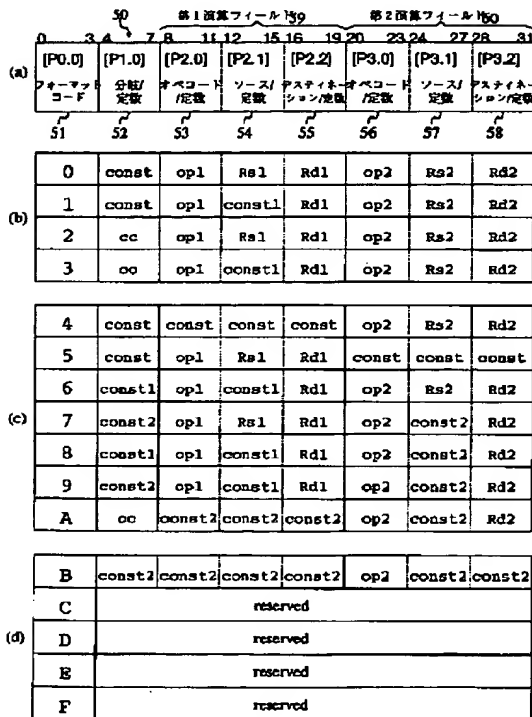 50 第1演算フィールド 59 第2演算フィールド 60
0 3 4 7 8 11 12 15 16 19 20 23 24 27 28 31
(a) [P0.0] [P1.0] [P2.0] [P2.1] [P2.2] [P3.0] [P3.1] [P3.2]
フォーマット 分岐/ オペコード ソース/ デスティネー オペコード ソース/ デスティネー
コード 定数 /定数 定数 ション/定数 /定数 定数 ション/定数
51 52 53 54 55 56 57 58
(b)
0 const op1 Rs1 Rd1 op2 Rs2 Rd2
1 const op1 const1 Rd1 op2 Rs2 Rd2
2 cc op1 Rs1 Rd1 op2 Rs2 Rd2
3 cc op1 const1 Rd1 op2 Rs2 Rd2
(c)
4 const const const const op2 Rs2 Rd2
5 const op1 Rs1 Rd1 const const const
6 const1 op1 const1 Rd1 op2 Rs2 Rd2
7 const2 op1 Rs1 Rd1 op2 const2 Rd2
8 const1 op1 const1 Rd1 op2 const2 Rd2
9 const2 op1 const1 Rd1 op2 const2 Rd2
A cc const2 const2 const2 op2 const2 Rd2
(d)
B const2 const2 const2 const2 op2 const2 const2
C reserved
D reserved
E reserved
F reserved